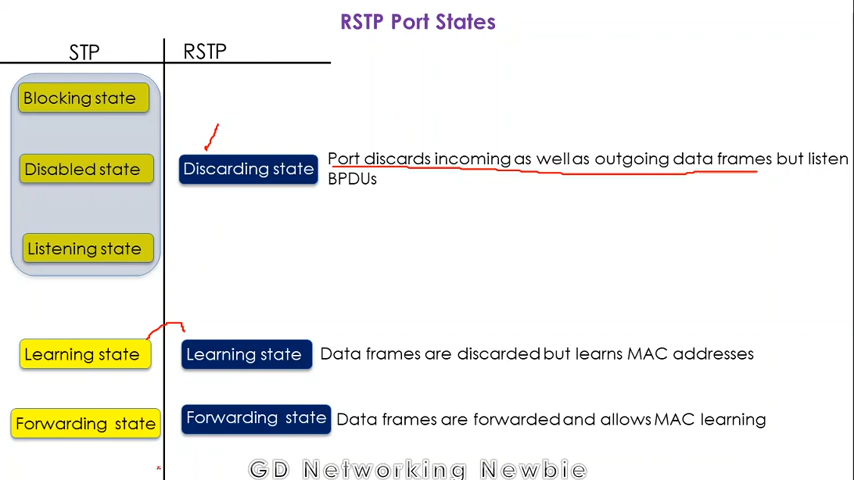 RSTP Port States
STP
RSTP
Blocking state
Disabled state
Discarding state
Port discards incoming as well as outgoing data frames but listen
BPDUs
Listening state
Learning state
Learning state
Data frames are discarded but learns MAC addresses
Forwarding state
Forwarding state
Data frames are forwarded and allows MAC learning
GD Networking Newbie